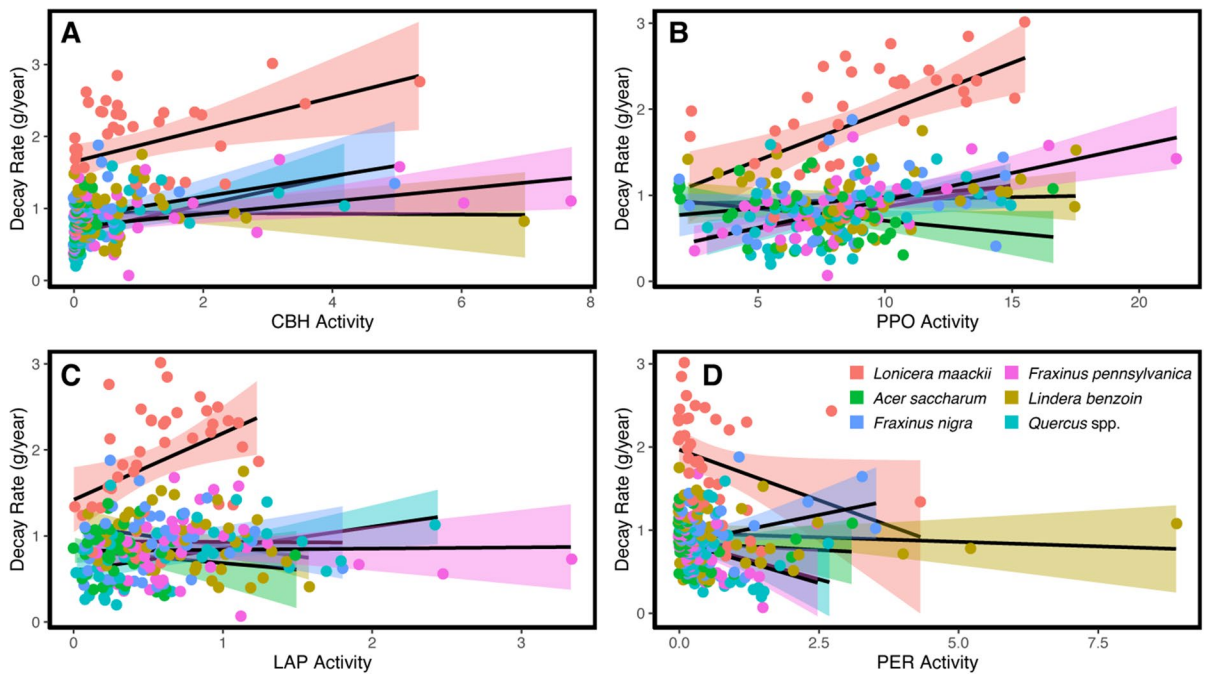 A
Decay Rate (g/year)
3
2
1
0
0 2 4 6 8
CBH Activity
B
Decay Rate (g/year)
3
2
1
0
5 10 15 20
PPO Activity
C
Decay Rate (g/year)
3
2
1
0
0 1 2 3
LAP Activity
D
Decay Rate (g/year)
3
2
1
0
Lonicera maackii Fraxinus pennsylvanica
Acer saccharum Lindera benzoin
Fraxinus nigra Quercus spp.
0.0 2.5 5.0 7.5
PER Activity